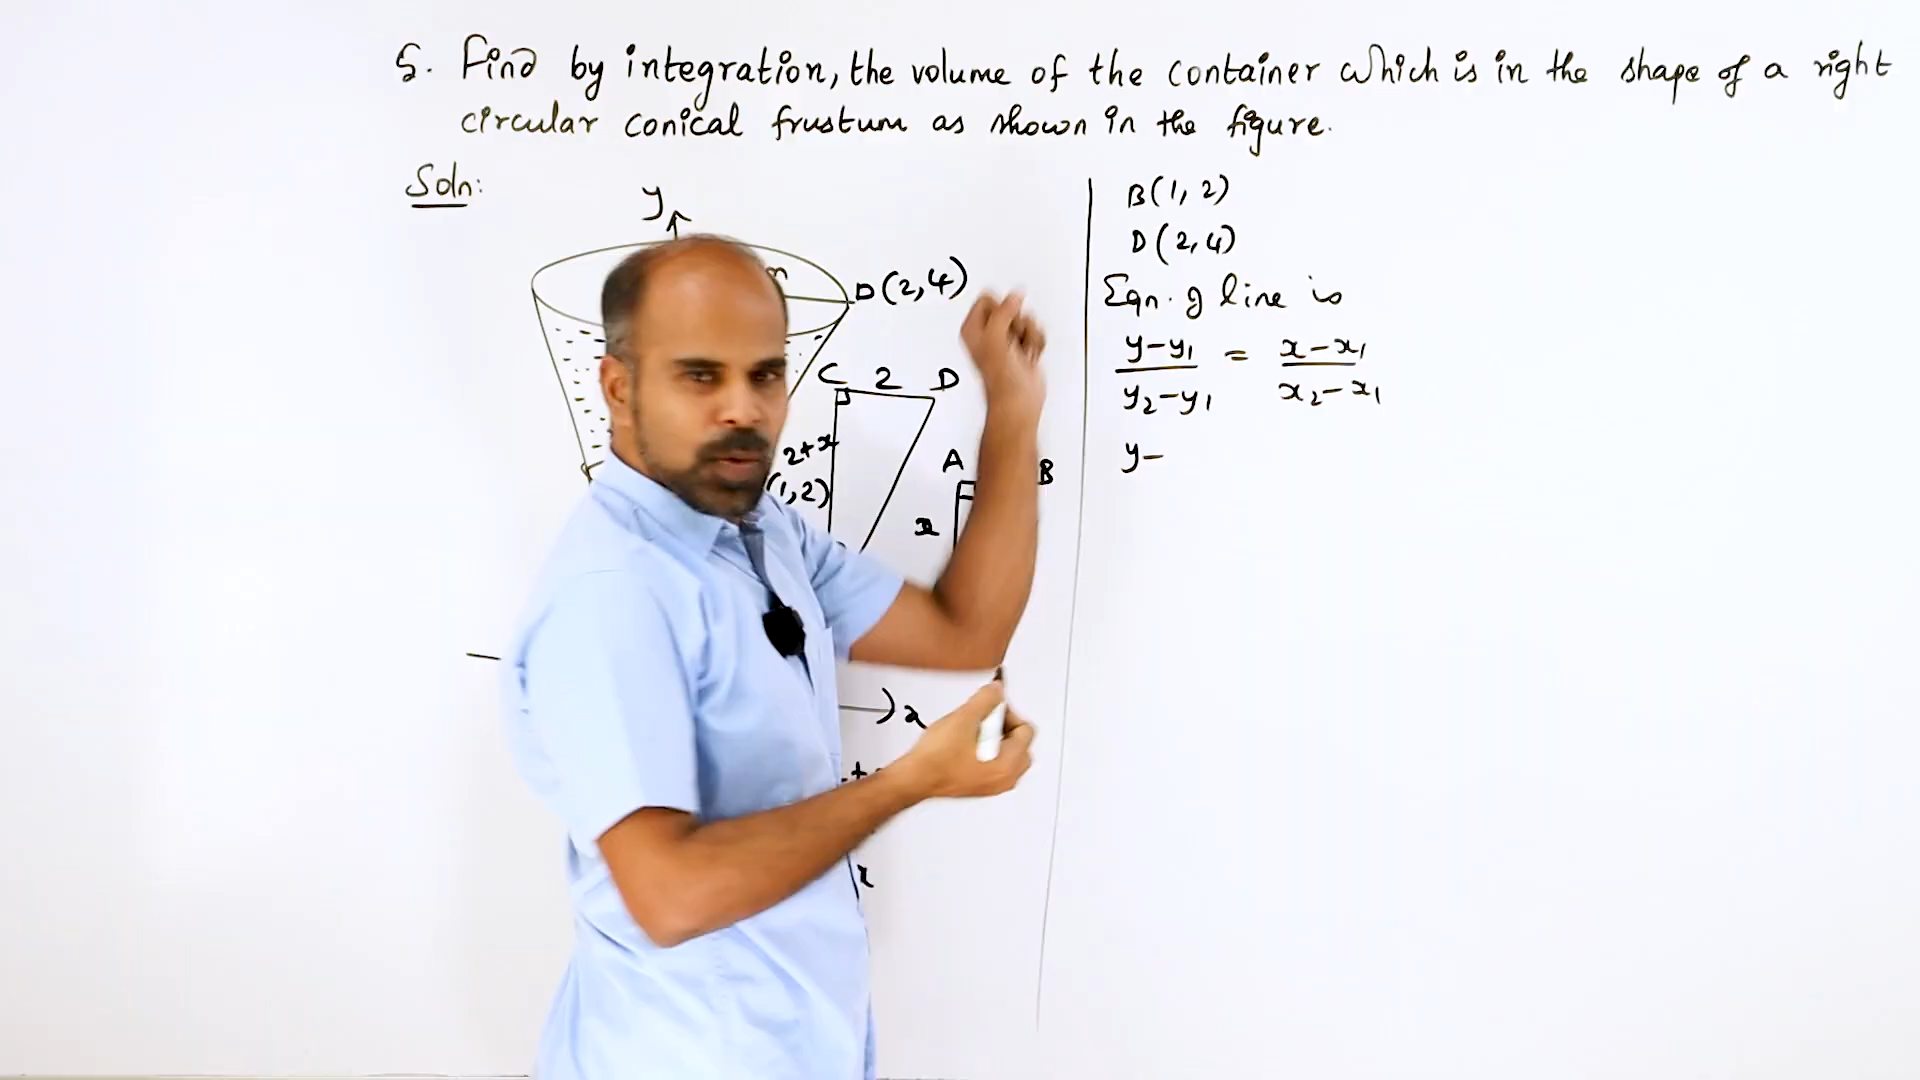 5. Find by integration, the volume of the container which is in the shape of a right
circular conical frustum as shown in the figure.
Soln:
y
m
D(2,4)
C 2 D
2+x
(1,2)
A
B
x
x
+
x
B(1, 2)
D(2,4)
Eqn. of line is
y-y1 / y2-y1 = x-x1 / x2-x1
y-